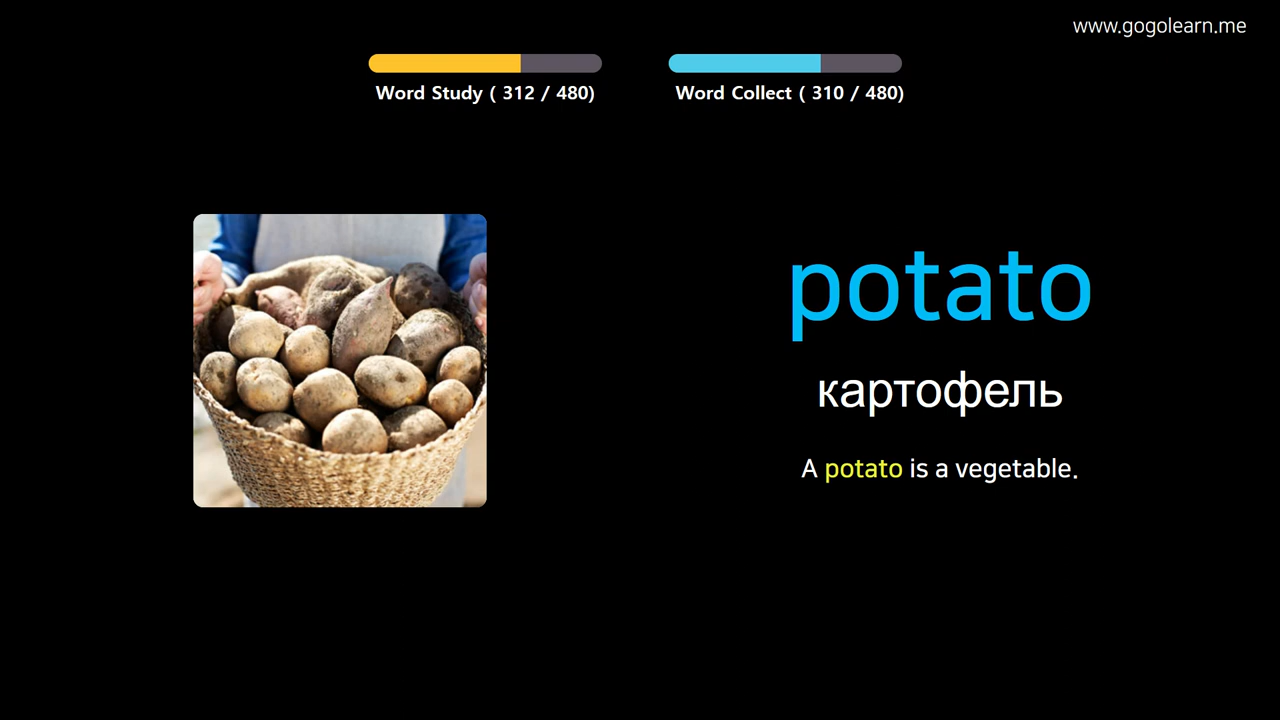 www.gogolearn.me
Word Study ( 312 / 480)
Word Collect ( 310 / 480)
potato
картофель
A potato is a vegetable.